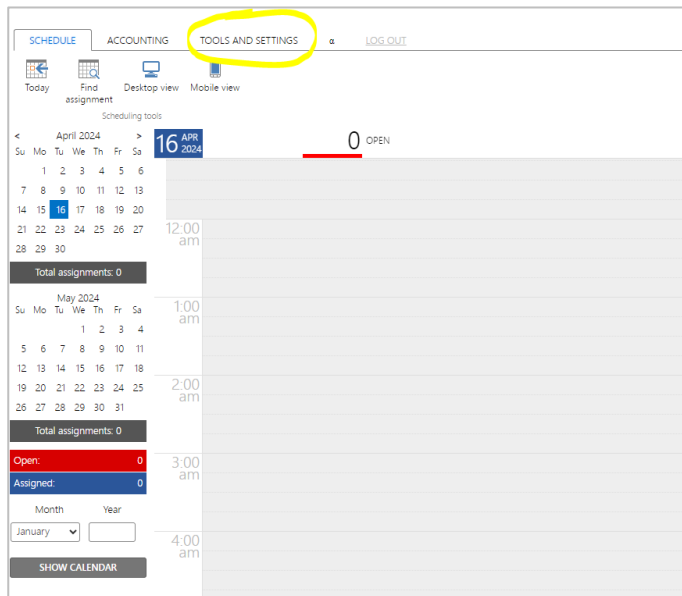 SCHEDULE ACCOUNTING TOOLS AND SETTINGS α LOG OUT
Today Find assignment Desktop view Mobile view
Scheduling tools
< April 2024 >
Su Mo Tu We Th Fr Sa
1 2 3 4 5 6
7 8 9 10 11 12 13
14 15 16 17 18 19 20
21 22 23 24 25 26 27
28 29 30
Total assignments: 0
May 2024
Su Mo Tu We Th Fr Sa
1 2 3 4
5 6 7 8 9 10 11
12 13 14 15 16 17 18
19 20 21 22 23 24 25
26 27 28 29 30 31
Total assignments: 0
Open: 0
Assigned: 0
Month Year
January
SHOW CALENDAR
16 APR 2024
0 OPEN
12:00 am
1:00 am
2:00 am
3:00 am
4:00 am